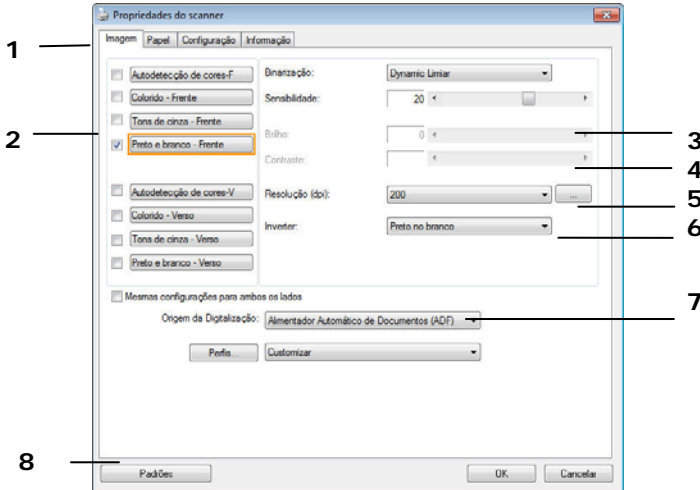 Propriedades do scanner
1
Imagem Papel Configuração Informação
Autodetecção de cores-F
Binarização: Dynamic Limiar
Colorido - Frente
Sensibilidade: 20
Tons de cinza - Frente
2
Preto e branco - Frente
Brilho: 0
3
Contraste:
4
Autodetecção de cores-V
Resolução (dpi): 200 ...
5
Colorido - Verso
Inverter: Preto no branco
6
Tons de cinza - Verso
Preto e branco - Verso
Mesmas configurações para ambos os lados
7
Origem da Digitalização: Alimentador Automático de Documentos (ADF)
Perfis... Customizar
8
Padrões OK Cancelar